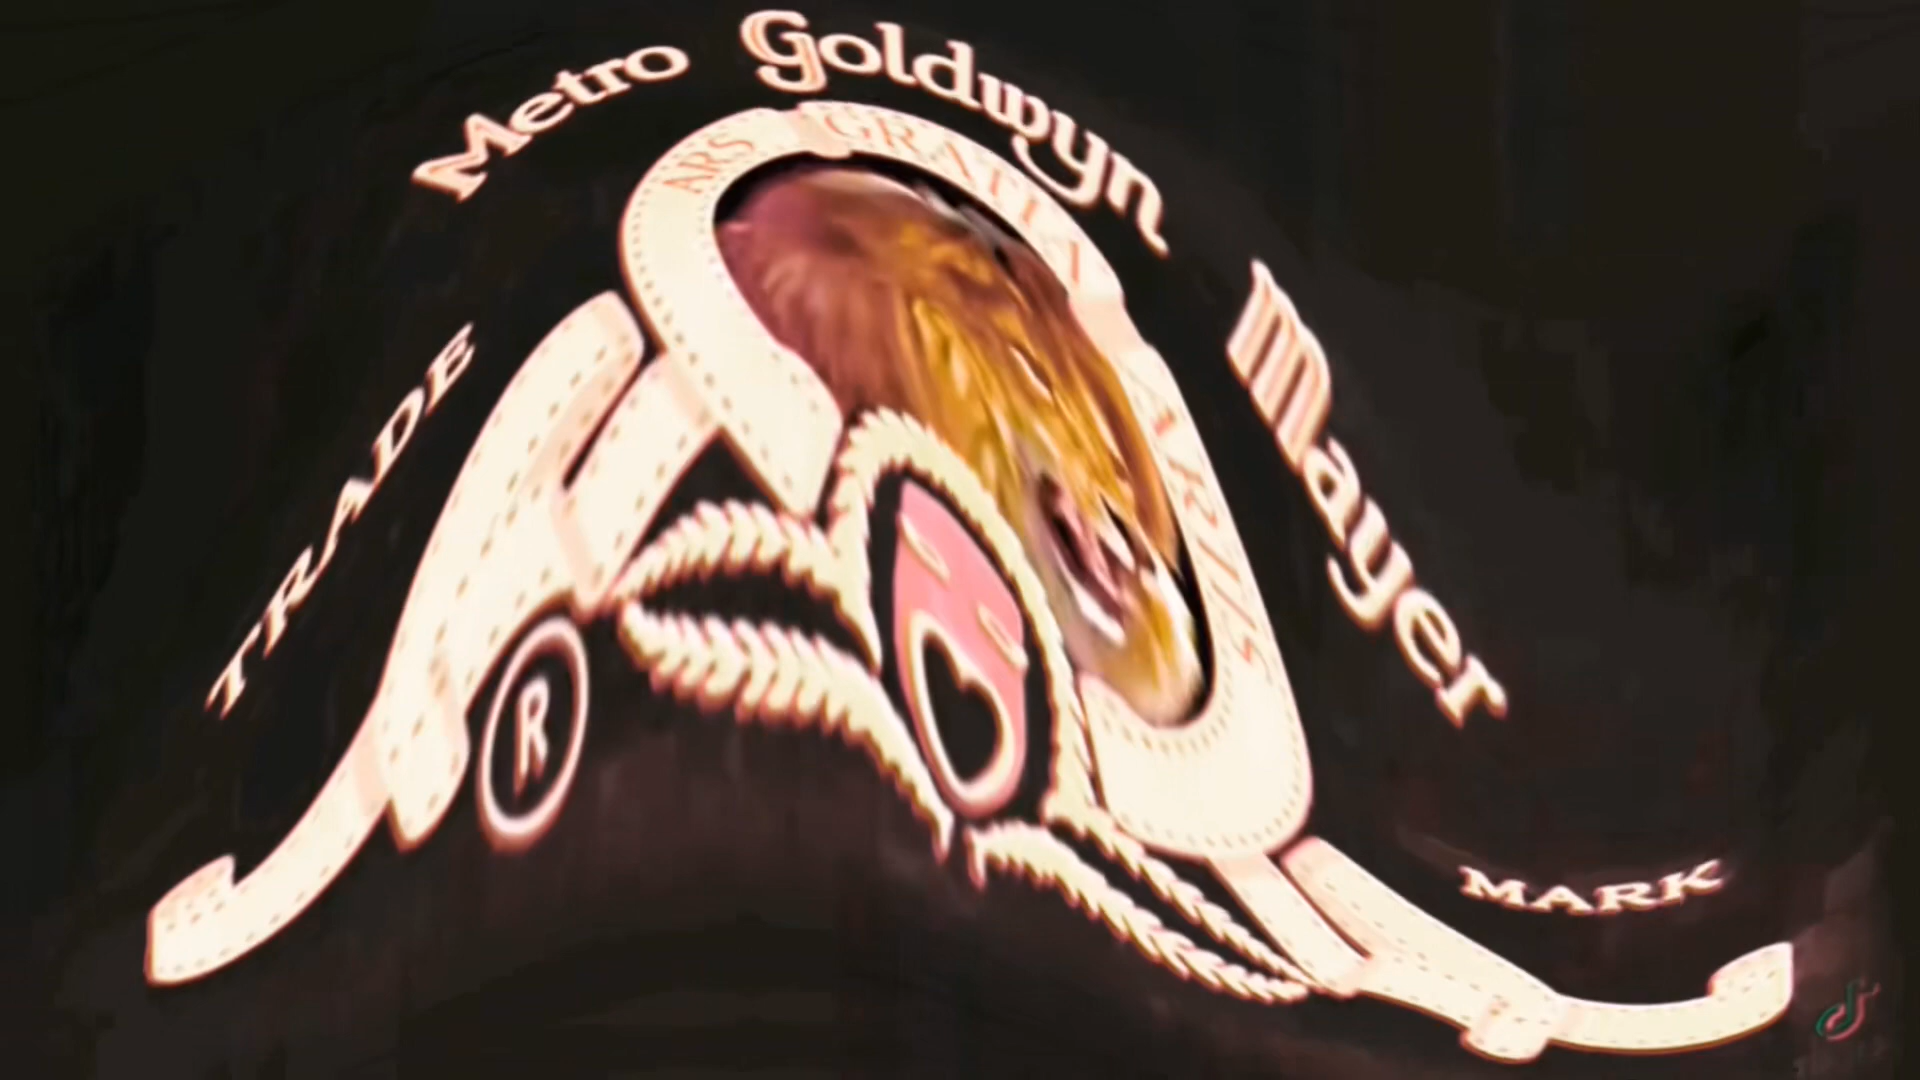 Metro Goldwyn Mayer
ARS GRATIA ARTIS
TRADE
MARK
R